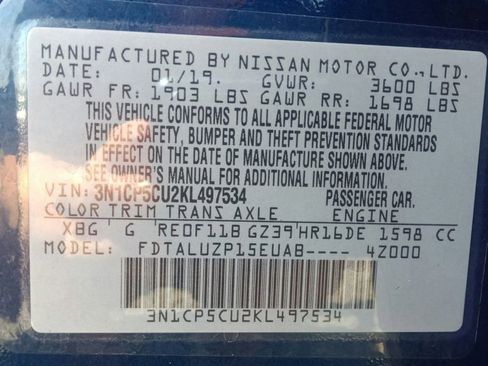 MANUFACTURED BY NISSAN MOTOR CO.,LTD.
DATE: 01/19. GVWR: 3600 LBS
GAWR FR: 1903 LBS GAWR RR: 1698 LBS
THIS VEHICLE CONFORMS TO ALL APPLICABLE FEDERAL MOTOR
VEHICLE SAFETY, BUMPER AND THEFT PREVENTION STANDARDS
IN EFFECT ON THE DATE OF MANUFACTURE SHOWN ABOVE.
SEE OWNER'S MANUAL FOR ADDITIONAL INFORMATION.
VIN: 3N1CP5CU2KL497534 PASSENGER CAR.
COLOR TRIM TRANS AXLE ENGINE
XBG G RE0F11B GZ39 HR16DE 1598 CC
MODEL: FDTALUZP15EUAB---- 4Z000
3N1CP5CU2KL497534